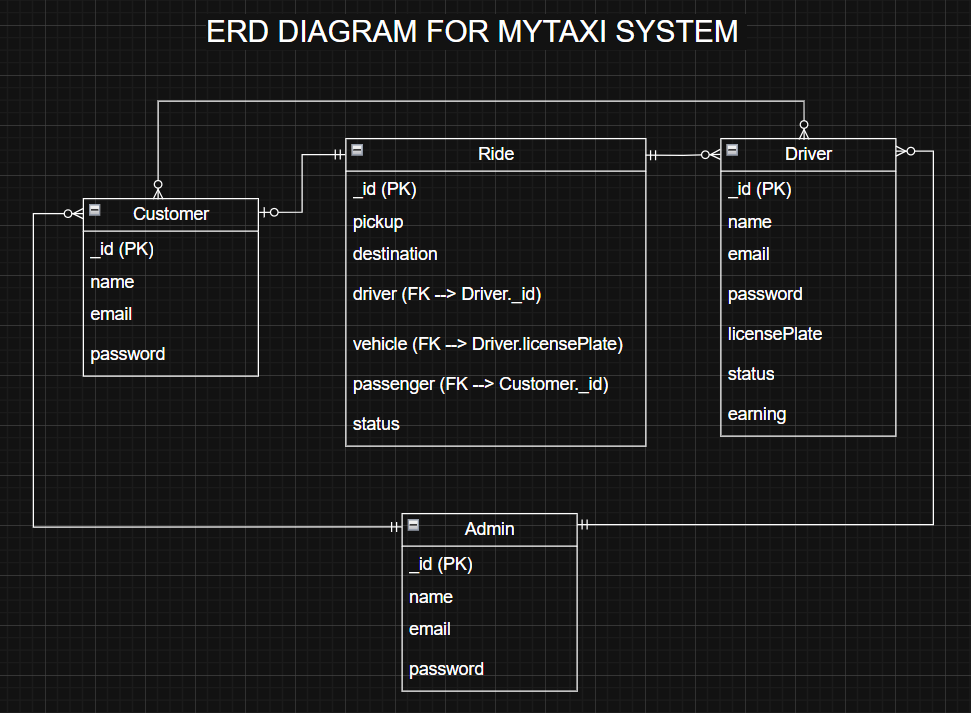 ERD DIAGRAM FOR MYTAXI SYSTEM
Customer
_id (PK)
name
email
password
Ride
_id (PK)
pickup
destination
driver (FK --> Driver._id)
vehicle (FK --> Driver.licensePlate)
passenger (FK --> Customer._id)
status
Driver
_id (PK)
name
email
password
licensePlate
status
earning
Admin
_id (PK)
name
email
password